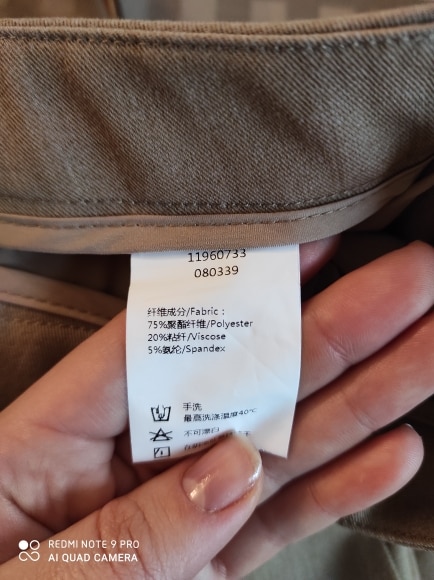 11960733
080339
纤维成分/Fabric：
75%聚酯纤维/Polyester
20%粘纤/Viscose
5%氨纶/Spandex
手洗
最高洗涤温度40℃
不可漂白
REDMI NOTE 9 PRO
AI QUAD CAMERA